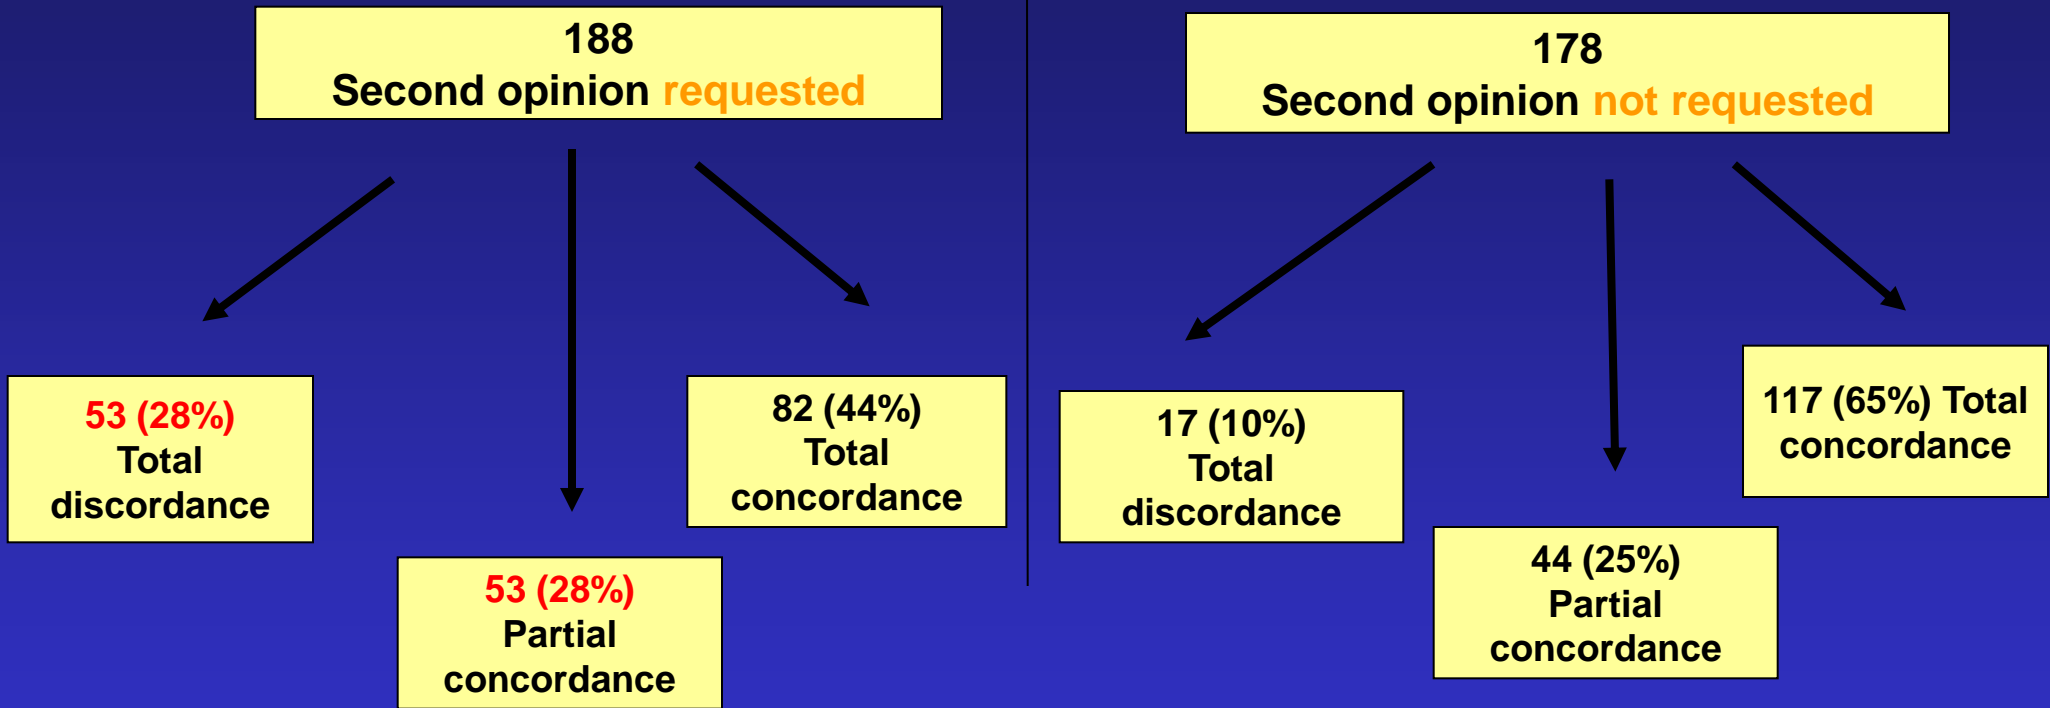 188
Second opinion requested
53 (28%)
Total
discordance
53 (28%)
Partial
concordance
82 (44%)
Total
concordance
178
Second opinion not requested
17 (10%)
Total
discordance
44 (25%)
Partial
concordance
117 (65%) Total
concordance